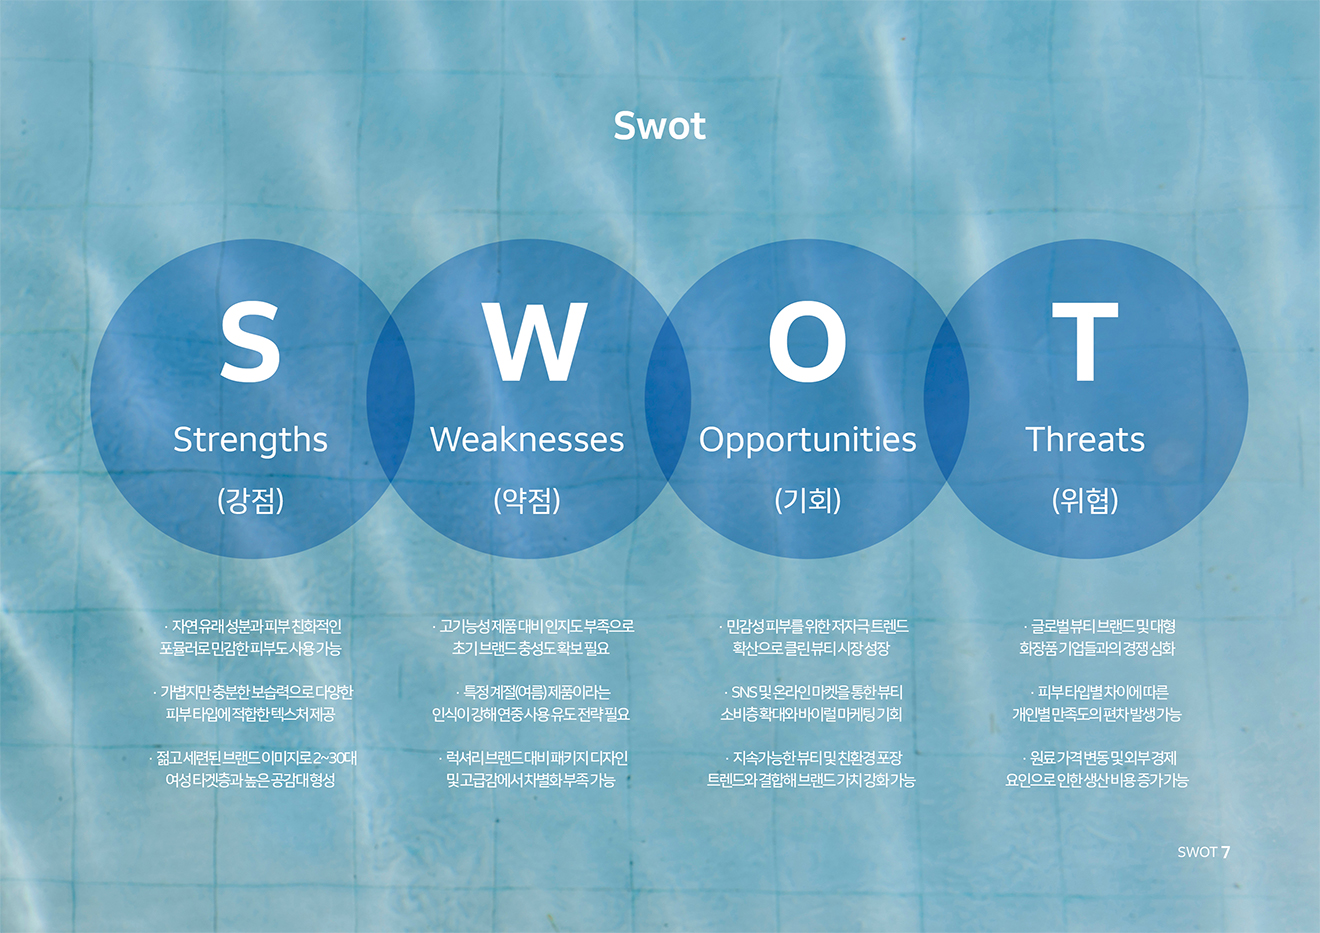 Swot
S
Strengths
(강점)
· 자연 유래 성분과 피부 친화적인
포뮬러로 민감한 피부도 사용 가능
· 가볍지만 충분한 보습력으로 다양한
피부 타입에 적합한 텍스처 제공
· 젊고 세련된 브랜드 이미지로 2~30대
여성 타겟층과 높은 공감대 형성
W
Weaknesses
(약점)
· 고기능성 제품 대비 인지도 부족으로
초기 브랜드 충성도 확보 필요
· 특정 계절(여름) 제품이라는
인식이 강해 연중 사용 유도 전략 필요
· 럭셔리 브랜드 대비 패키지 디자인
및 고급감에서 차별화 부족 가능
O
Opportunities
(기회)
· 민감성 피부를 위한 저자극 트렌드
확산으로 클린 뷰티 시장 성장
· SNS 및 온라인 마켓을 통한 뷰티
소비층 확대와 바이럴 마케팅 기회
· 지속가능한 뷰티 및 친환경 포장
트렌드와 결합해 브랜드 가치 강화 가능
T
Threats
(위협)
· 글로벌 뷰티 브랜드 및 대형
화장품 기업들과의 경쟁 심화
· 피부 타입별 차이에 따른
개인별 만족도의 편차 발생 가능
· 원료 가격 변동 및 외부 경제
요인으로 인한 생산 비용 증가 가능
SWOT 7